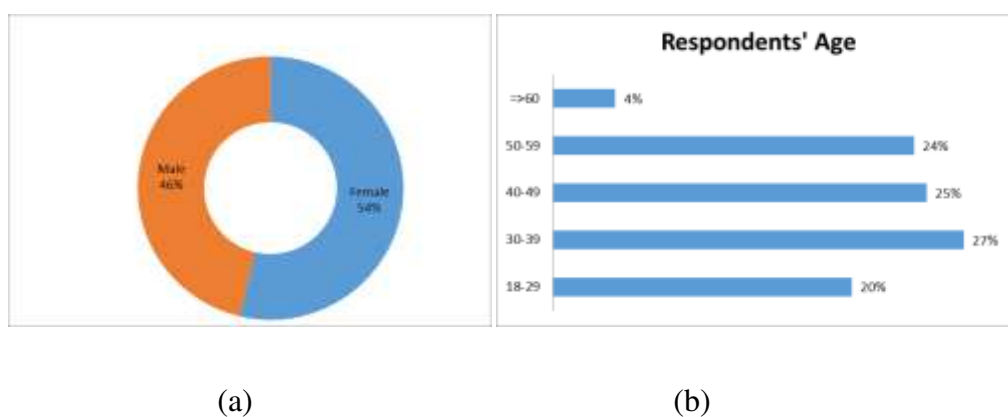 Male
46%
Female
54%
Respondents' Age
=>60
4%
50-59
24%
40-49
25%
30-39
27%
18-29
20%
(a)
(b)